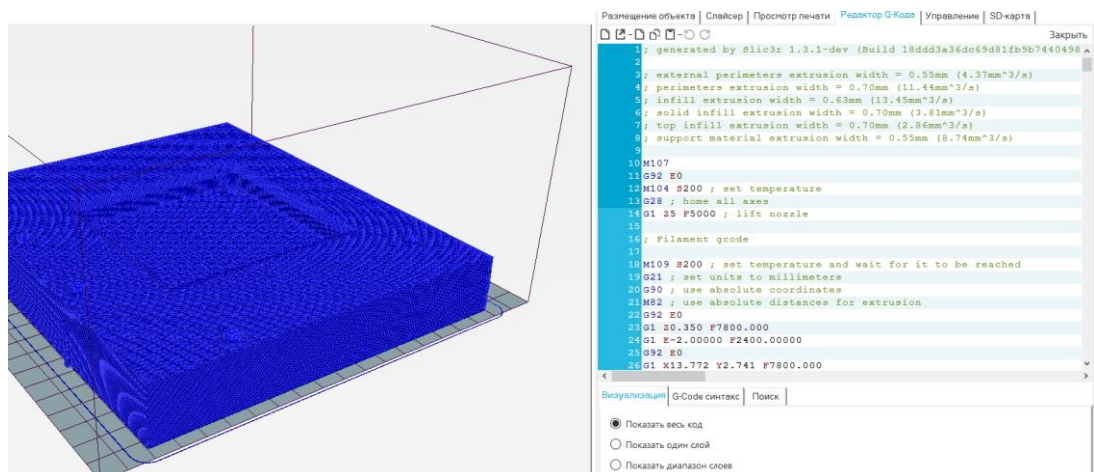 Размещение объекта | Слайсер | Просмотр печати | Редактор G-Кода | Управление | SD-карта
Закрыть
1 ; generated by Slic3r 1.3.1-dev (Build 18ddd3a36dc69d81fb9b7440498
2
3 ; external perimeters extrusion width = 0.55mm (4.37mm^3/s)
4 ; perimeters extrusion width = 0.70mm (11.44mm^3/s)
5 ; infill extrusion width = 0.63mm (13.45mm^3/s)
6 ; solid infill extrusion width = 0.70mm (3.81mm^3/s)
7 ; top infill extrusion width = 0.70mm (2.86mm^3/s)
8 ; support material extrusion width = 0.55mm (8.74mm^3/s)
9
10 M107
11 G92 E0
12 M104 S200 ; set temperature
13 G28 ; home all axes
14 G1 Z5 F5000 ; lift nozzle
15
16 ; Filament gcode
17
18 M109 S200 ; set temperature and wait for it to be reached
19 G21 ; set units to millimeters
20 G90 ; use absolute coordinates
21 M82 ; use absolute distances for extrusion
22 G92 E0
23 G1 Z0.350 F7800.000
24 G1 E-2.00000 F2400.00000
25 G92 E0
26 G1 X13.772 Y2.741 F7800.000
Визуализация | G-Code синтакс | Поиск
Показать весь код
Показать один слой
Показать диапазон слоев